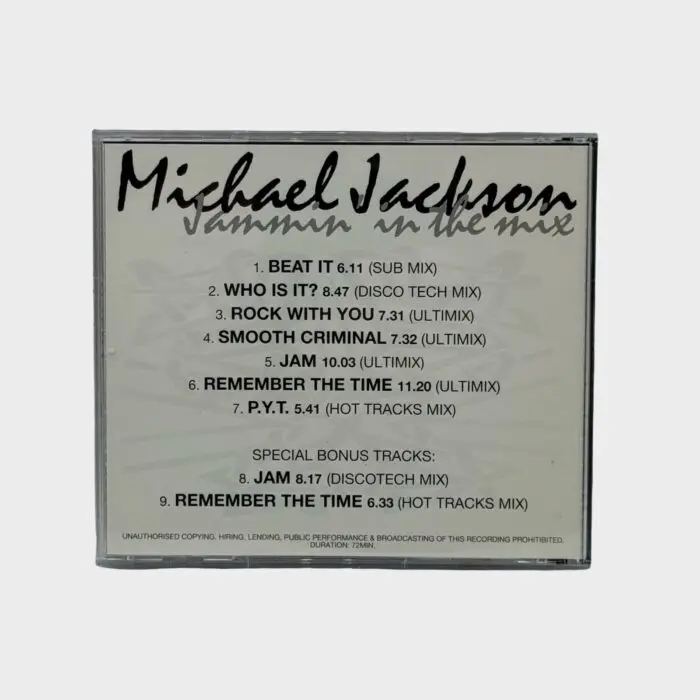 Michael Jackson
Jammin' in the mix
1. BEAT IT 6.11 (SUB MIX)
2. WHO IS IT? 8.47 (DISCO TECH MIX)
3. ROCK WITH YOU 7.31 (ULTIMIX)
4. SMOOTH CRIMINAL 7.32 (ULTIMIX)
5. JAM 10.03 (ULTIMIX)
6. REMEMBER THE TIME 11.20 (ULTIMIX)
7. P.Y.T. 5.41 (HOT TRACKS MIX)
SPECIAL BONUS TRACKS:
8. JAM 8.17 (DISCOTECH MIX)
9. REMEMBER THE TIME 6.33 (HOT TRACKS MIX)
UNAUTHORISED COPYING. HIRING, LENDING, PUBLIC PERFORMANCE & BROADCASTING OF THIS RECORDING PROHITIBITED,
DURATION: 72MIN.